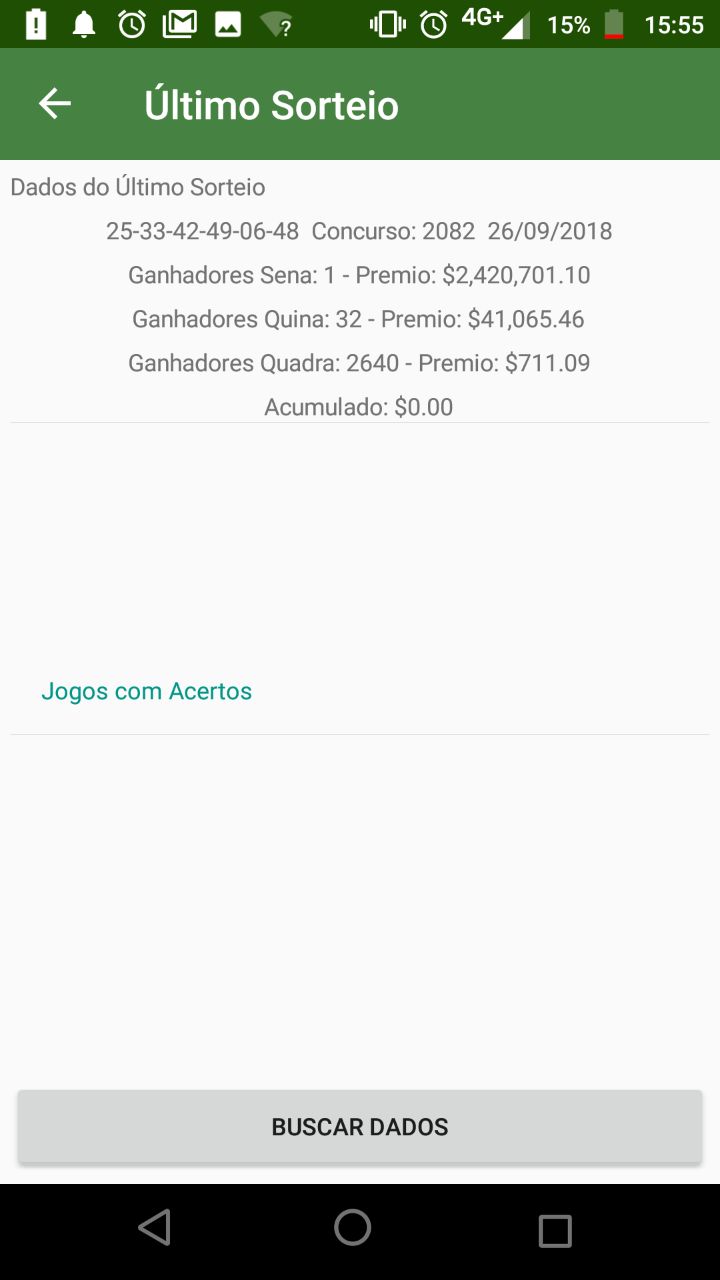 4G+ 15% 15:55
Último Sorteio
Dados do Último Sorteio
25-33-42-49-06-48 Concurso: 2082 26/09/2018
Ganhadores Sena: 1 - Premio: $2,420,701.10
Ganhadores Quina: 32 - Premio: $41,065.46
Ganhadores Quadra: 2640 - Premio: $711.09
Acumulado: $0.00
Jogos com Acertos
BUSCAR DADOS